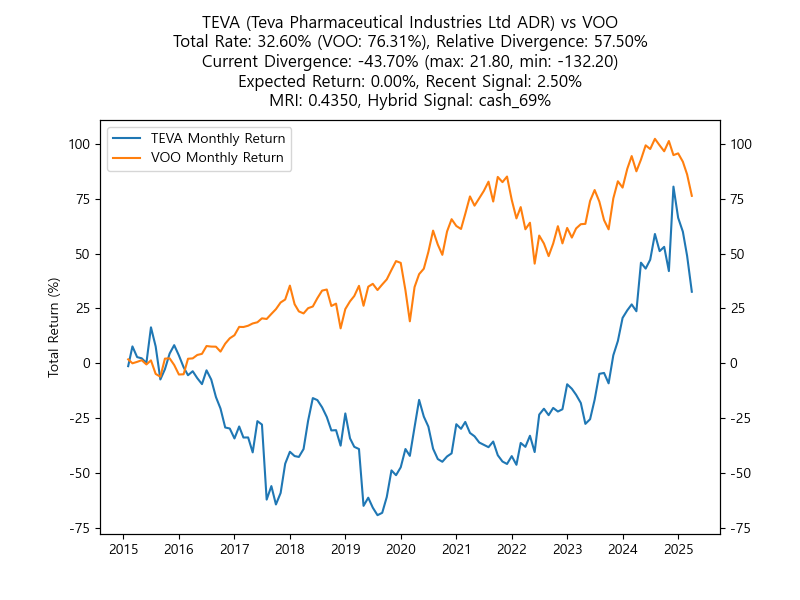 TEVA (Teva Pharmaceutical Industries Ltd ADR) vs VOO
Total Rate: 32.60% (VOO: 76.31%), Relative Divergence: 57.50%
Current Divergence: -43.70% (max: 21.80, min: -132.20)
Expected Return: 0.00%, Recent Signal: 2.50%
MRI: 0.4350, Hybrid Signal: cash_69%
TEVA Monthly Return
VOO Monthly Return
Total Return (%)
100
75
50
25
0
-25
-50
-75
100
75
50
25
0
-25
-50
-75
2015 2016 2017 2018 2019 2020 2021 2022 2023 2024 2025